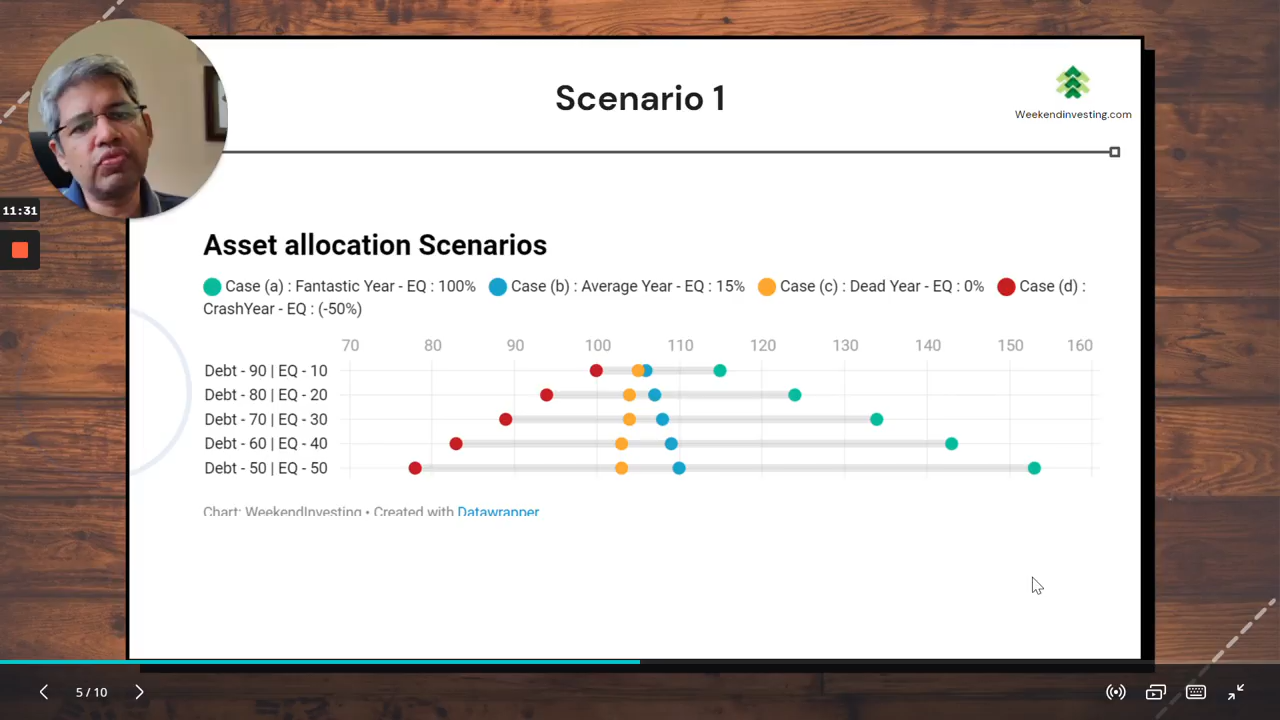 Scenario 1
Weekendinvesting.com
11:31
Asset allocation Scenarios
Case (a) : Fantastic Year - EQ : 100% Case (b) : Average Year - EQ : 15% Case (c) : Dead Year - EQ : 0% Case (d) :
CrashYear - EQ : (-50%)
70 80 90 100 110 120 130 140 150 160
Debt - 90 | EQ - 10
Debt - 80 | EQ - 20
Debt - 70 | EQ - 30
Debt - 60 | EQ - 40
Debt - 50 | EQ - 50
Chart: WeekendInvesting • Created with Datawrapper
5 / 10